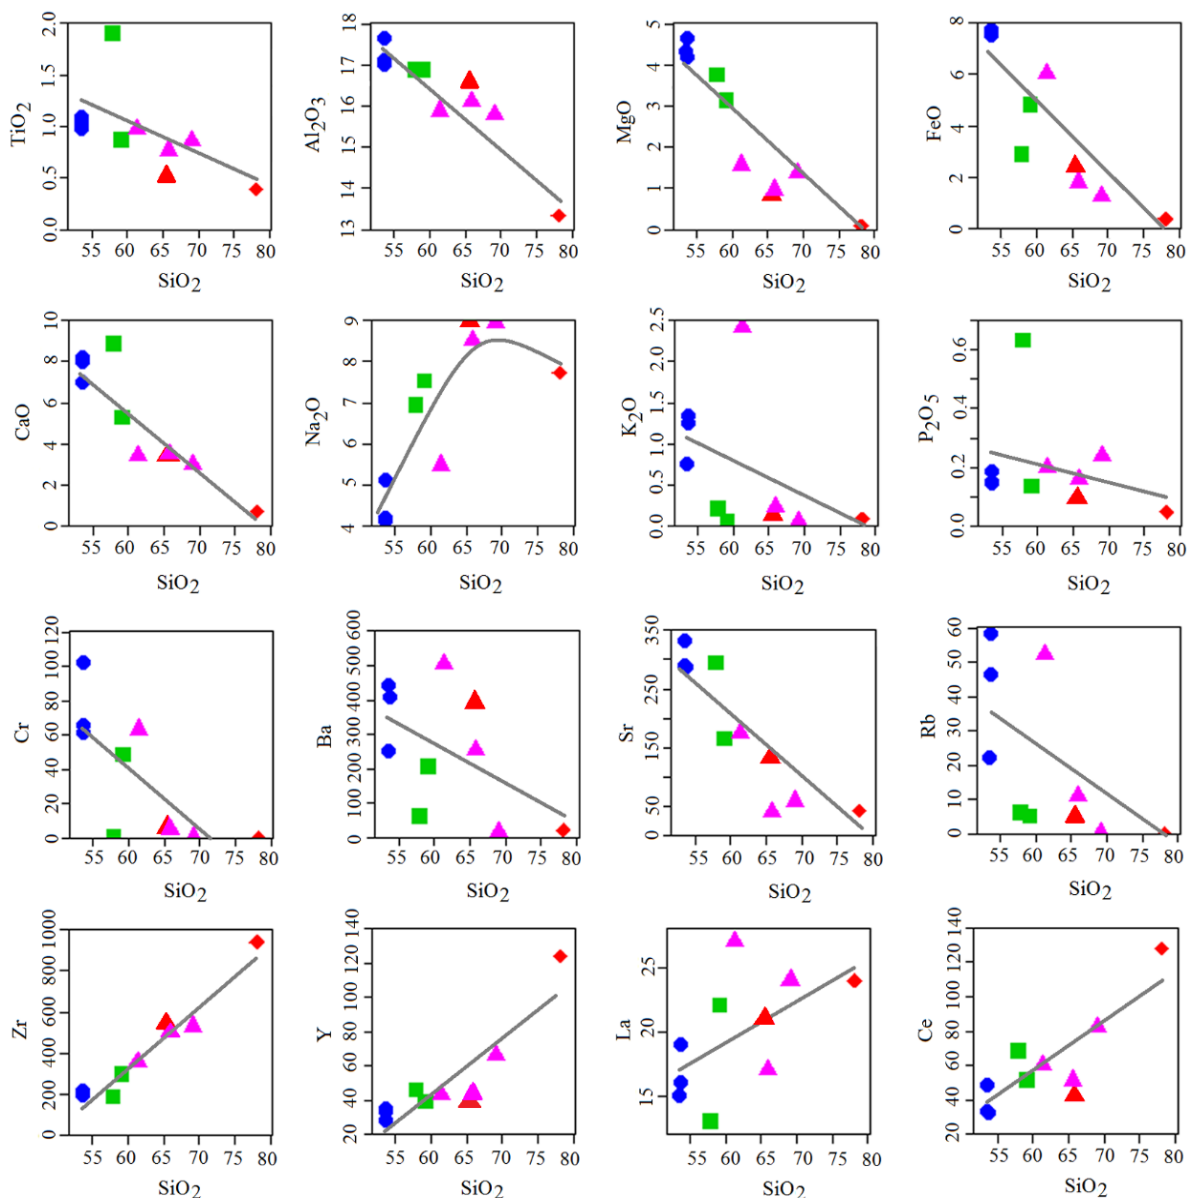 TiO₂
2.0 1.5 1.0 0.5 0.0
55 60 65 70 75 80
SiO₂
Al₂O₃
18 17 16 15 14 13
55 60 65 70 75 80
SiO₂
MgO
5 4 3 2 1 0
55 60 65 70 75 80
SiO₂
FeO
8 6 4 2 0
55 60 65 70 75 80
SiO₂
CaO
10 8 6 4 2 0
55 60 65 70 75 80
SiO₂
Na₂O
9 8 7 6 5 4
55 60 65 70 75 80
SiO₂
K₂O
2.5 2.0 1.5 1.0 0.5 0.0
55 60 65 70 75 80
SiO₂
P₂O₅
0.6 0.4 0.2 0.0
55 60 65 70 75 80
SiO₂
Cr
120 100 80 60 40 20 0
55 60 65 70 75 80
SiO₂
Ba
600 500 400 300 200 100 0
55 60 65 70 75 80
SiO₂
Sr
350 250 150 50 0
55 60 65 70 75 80
SiO₂
Rb
60 50 40 30 20 10 0
55 60 65 70 75 80
SiO₂
Zr
1000 800 600 400 200 0
55 60 65 70 75 80
SiO₂
Y
140 120 100 80 60 40 20
55 60 65 70 75 80
SiO₂
La
25 20 15
55 60 65 70 75 80
SiO₂
Ce
140 120 100 80 60 40 20
55 60 65 70 75 80
SiO₂